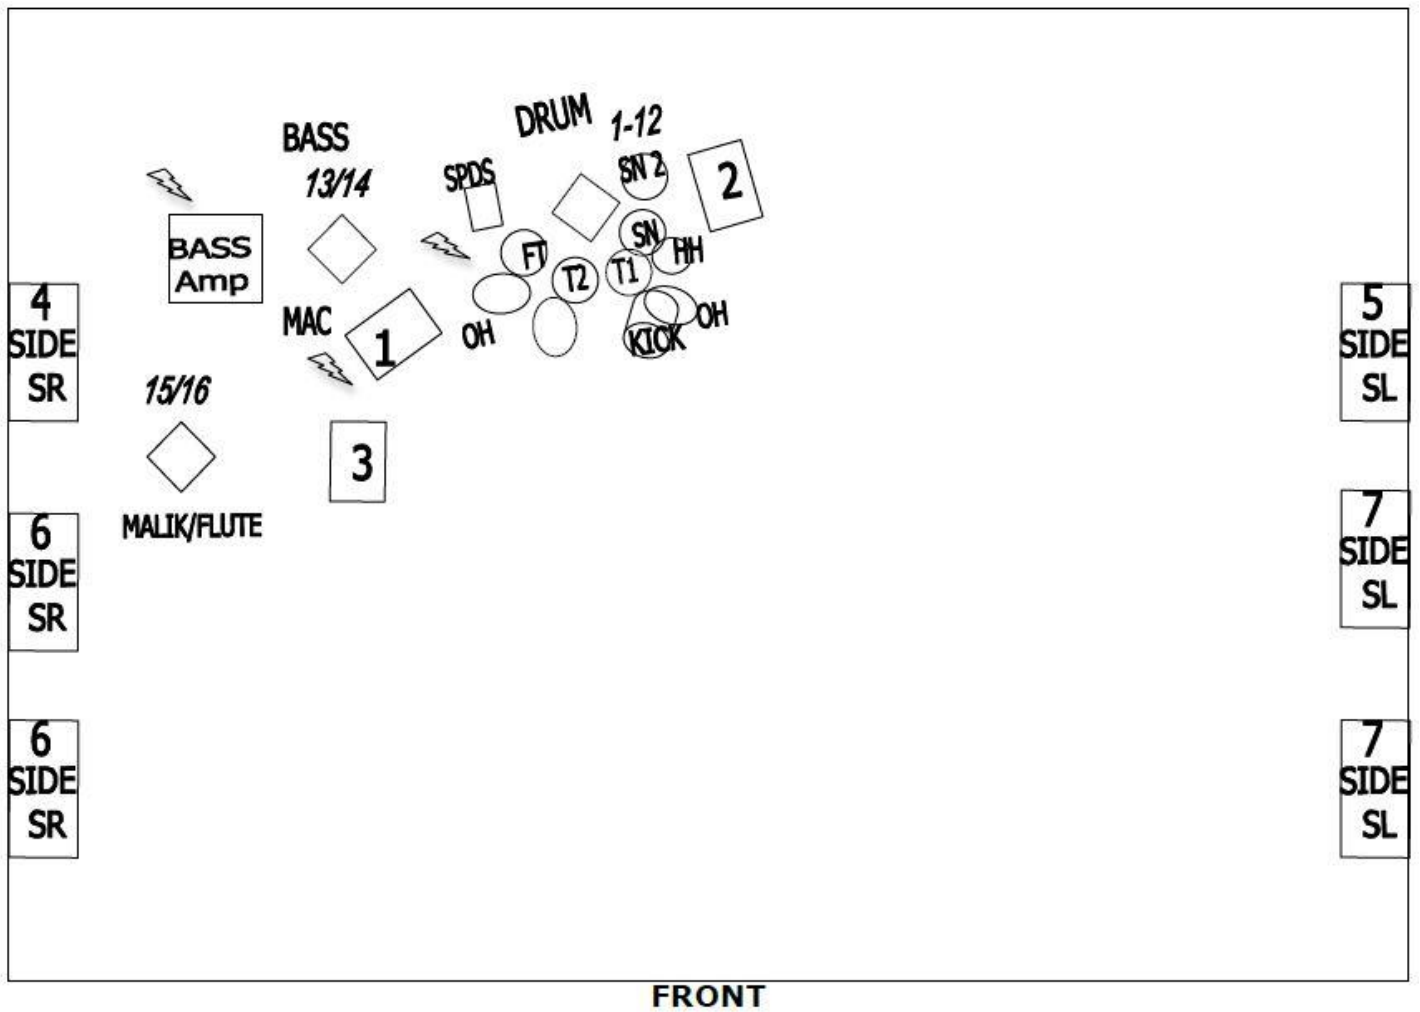 DRUM
1-12
BASS
13/14
SPDS
SN 2
2
BASS
Amp
FT
T2
T1
SN
HH
OH
KICK
OH
MAC
1
4
SIDE
SR
5
SIDE
SL
15/16
3
MALIK/FLUTE
6
SIDE
SR
7
SIDE
SL
6
SIDE
SR
7
SIDE
SL
FRONT